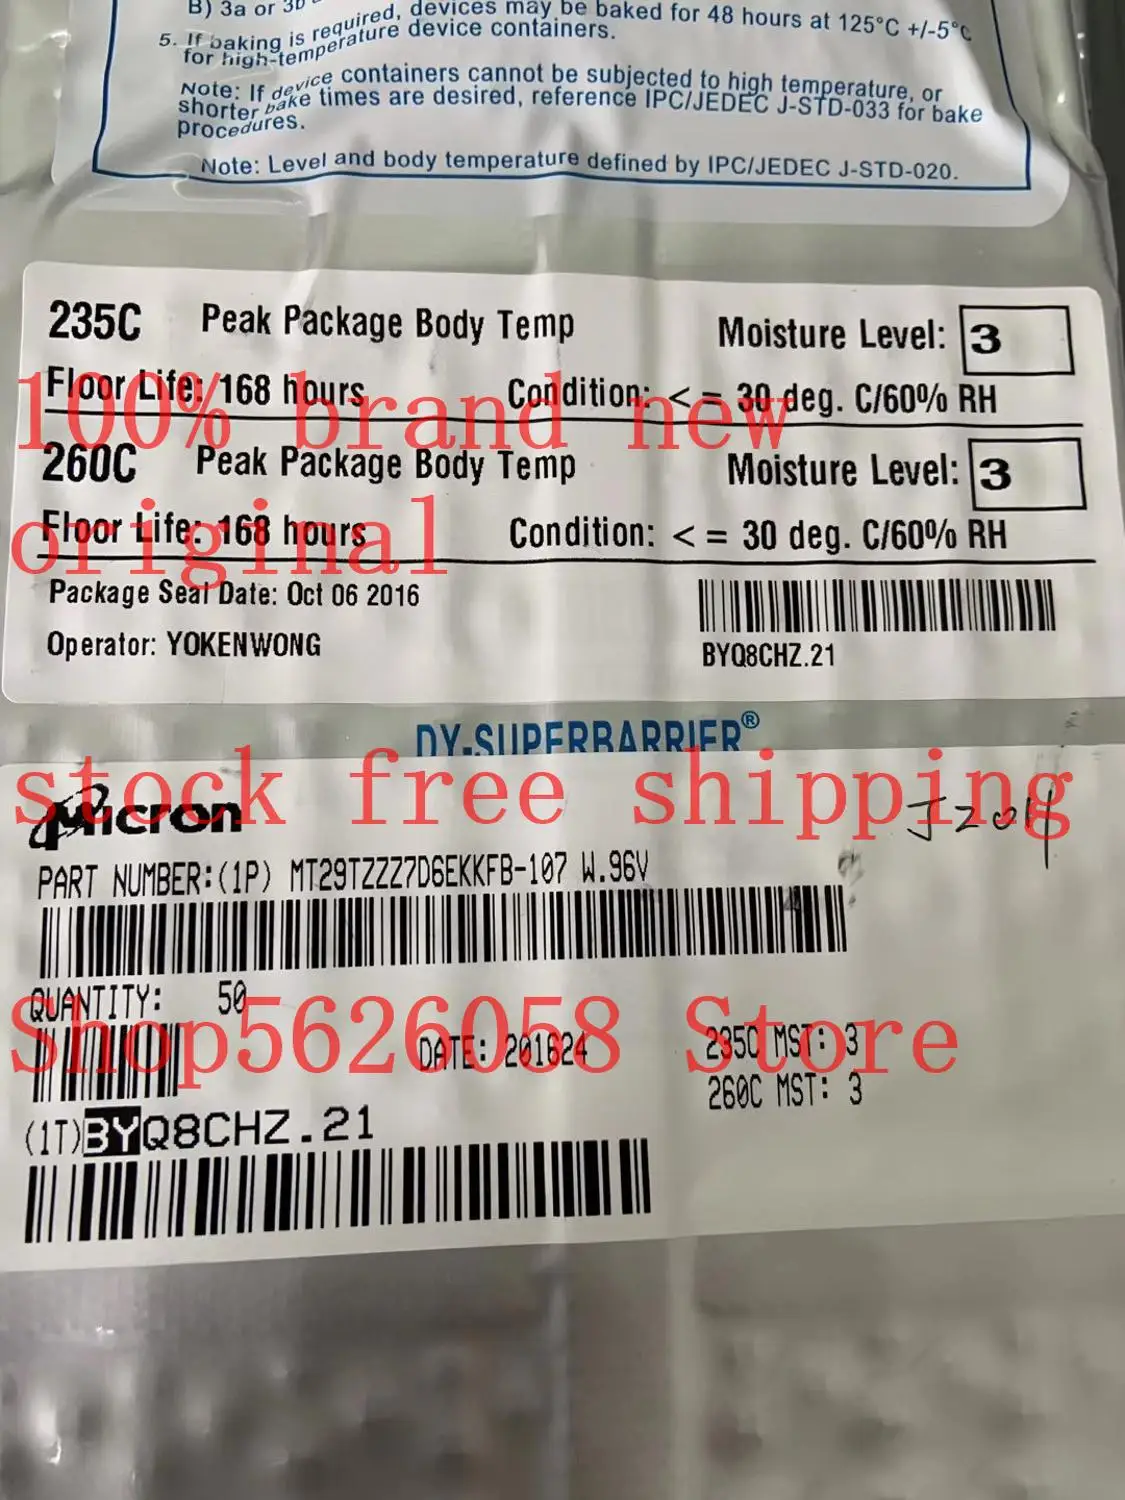 B) 3a or 3b
5. If baking is required, devices may be baked for 48 hours at 125°C +/-5°C
for high-temperature device containers.
Note: If device containers cannot be subjected to high temperature, or
shorter bake times are desired, reference IPC/JEDEC J-STD-033 for bake
procedures.
Note: Level and body temperature defined by IPC/JEDEC J-STD-020.
235C Peak Package Body Temp Moisture Level: 3
Floor Life: 168 hours Condition: < = 30 deg. C/60% RH
100% brand new
260C Peak Package Body Temp Moisture Level: 3
Floor Life: 168 hours Condition: < = 30 deg. C/60% RH
original
Package Seal Date: Oct 06 2016
Operator: YOKENWONG
BYQ8CHZ.21
DY-SUPERBARRIER®
stock free shipping
Micron
JZ04
PART NUMBER:(1P) MT29TZZZ7D6EKKFB-107 W.96V
QUANTITY: 50
Shop5626058 Store
DATE: 201624 235C MST: 3
260C MST: 3
(1T)BYQ8CHZ.21